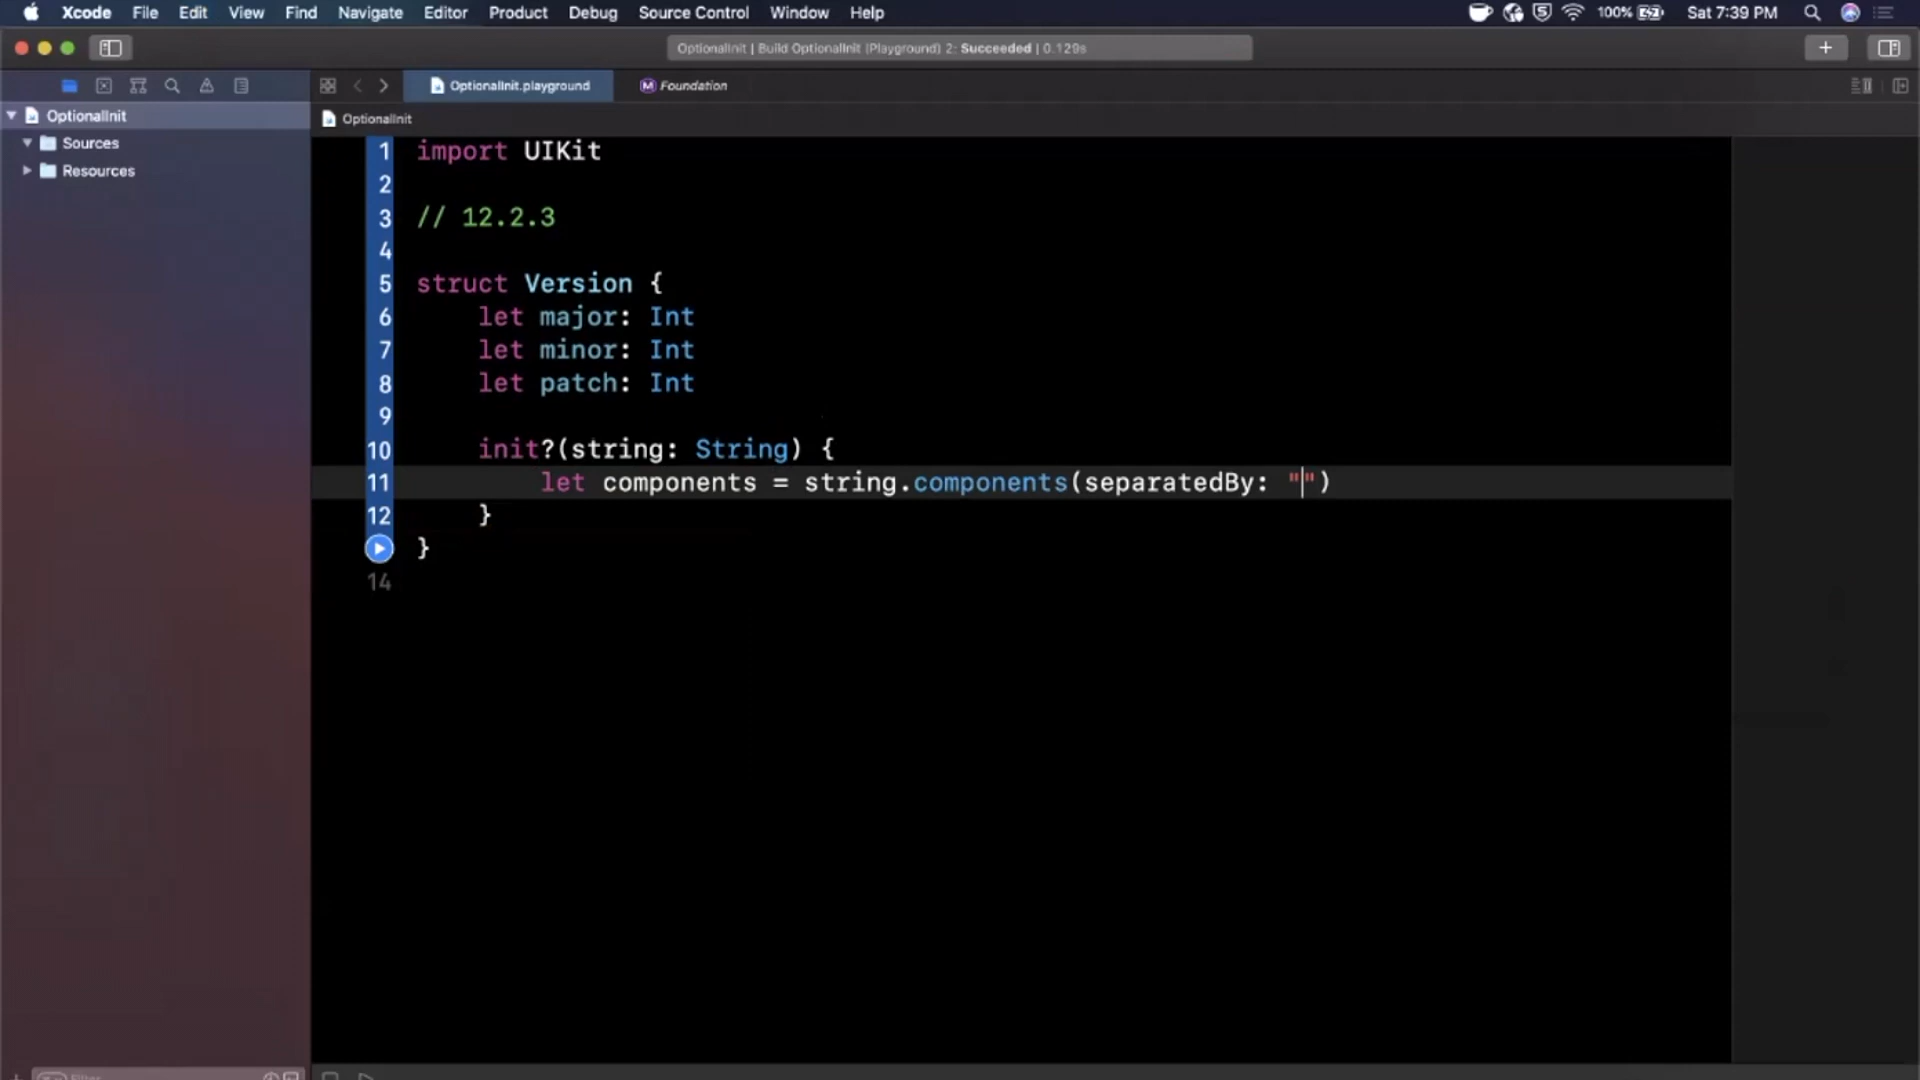 Xcode File Edit View Find Navigate Editor Product Debug Source Control Window Help 100% Sat 7:39 PM
OptionalInit | Build OptionalInit (Playground) 2: Succeeded | 0.129s
OptionalInit.playground Foundation
OptionalInit
OptionalInit
Sources
Resources
1 import UIKit
2
3 // 12.2.3
4
5 struct Version {
6 let major: Int
7 let minor: Int
8 let patch: Int
9
10 init?(string: String) {
11 let components = string.components(separatedBy: "")
12 }
}
14
Filter